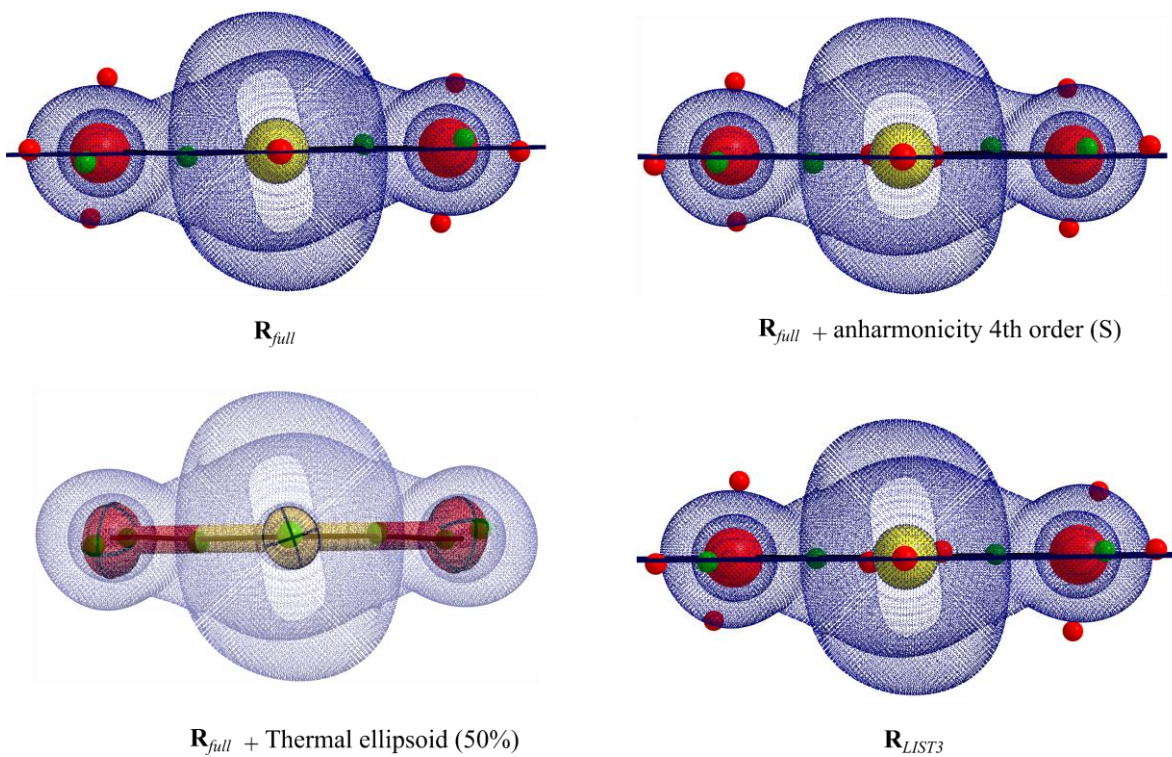 R_full
R_full + anharmonicity 4th order (S)
R_full + Thermal ellipsoid (50%)
R_LIST3